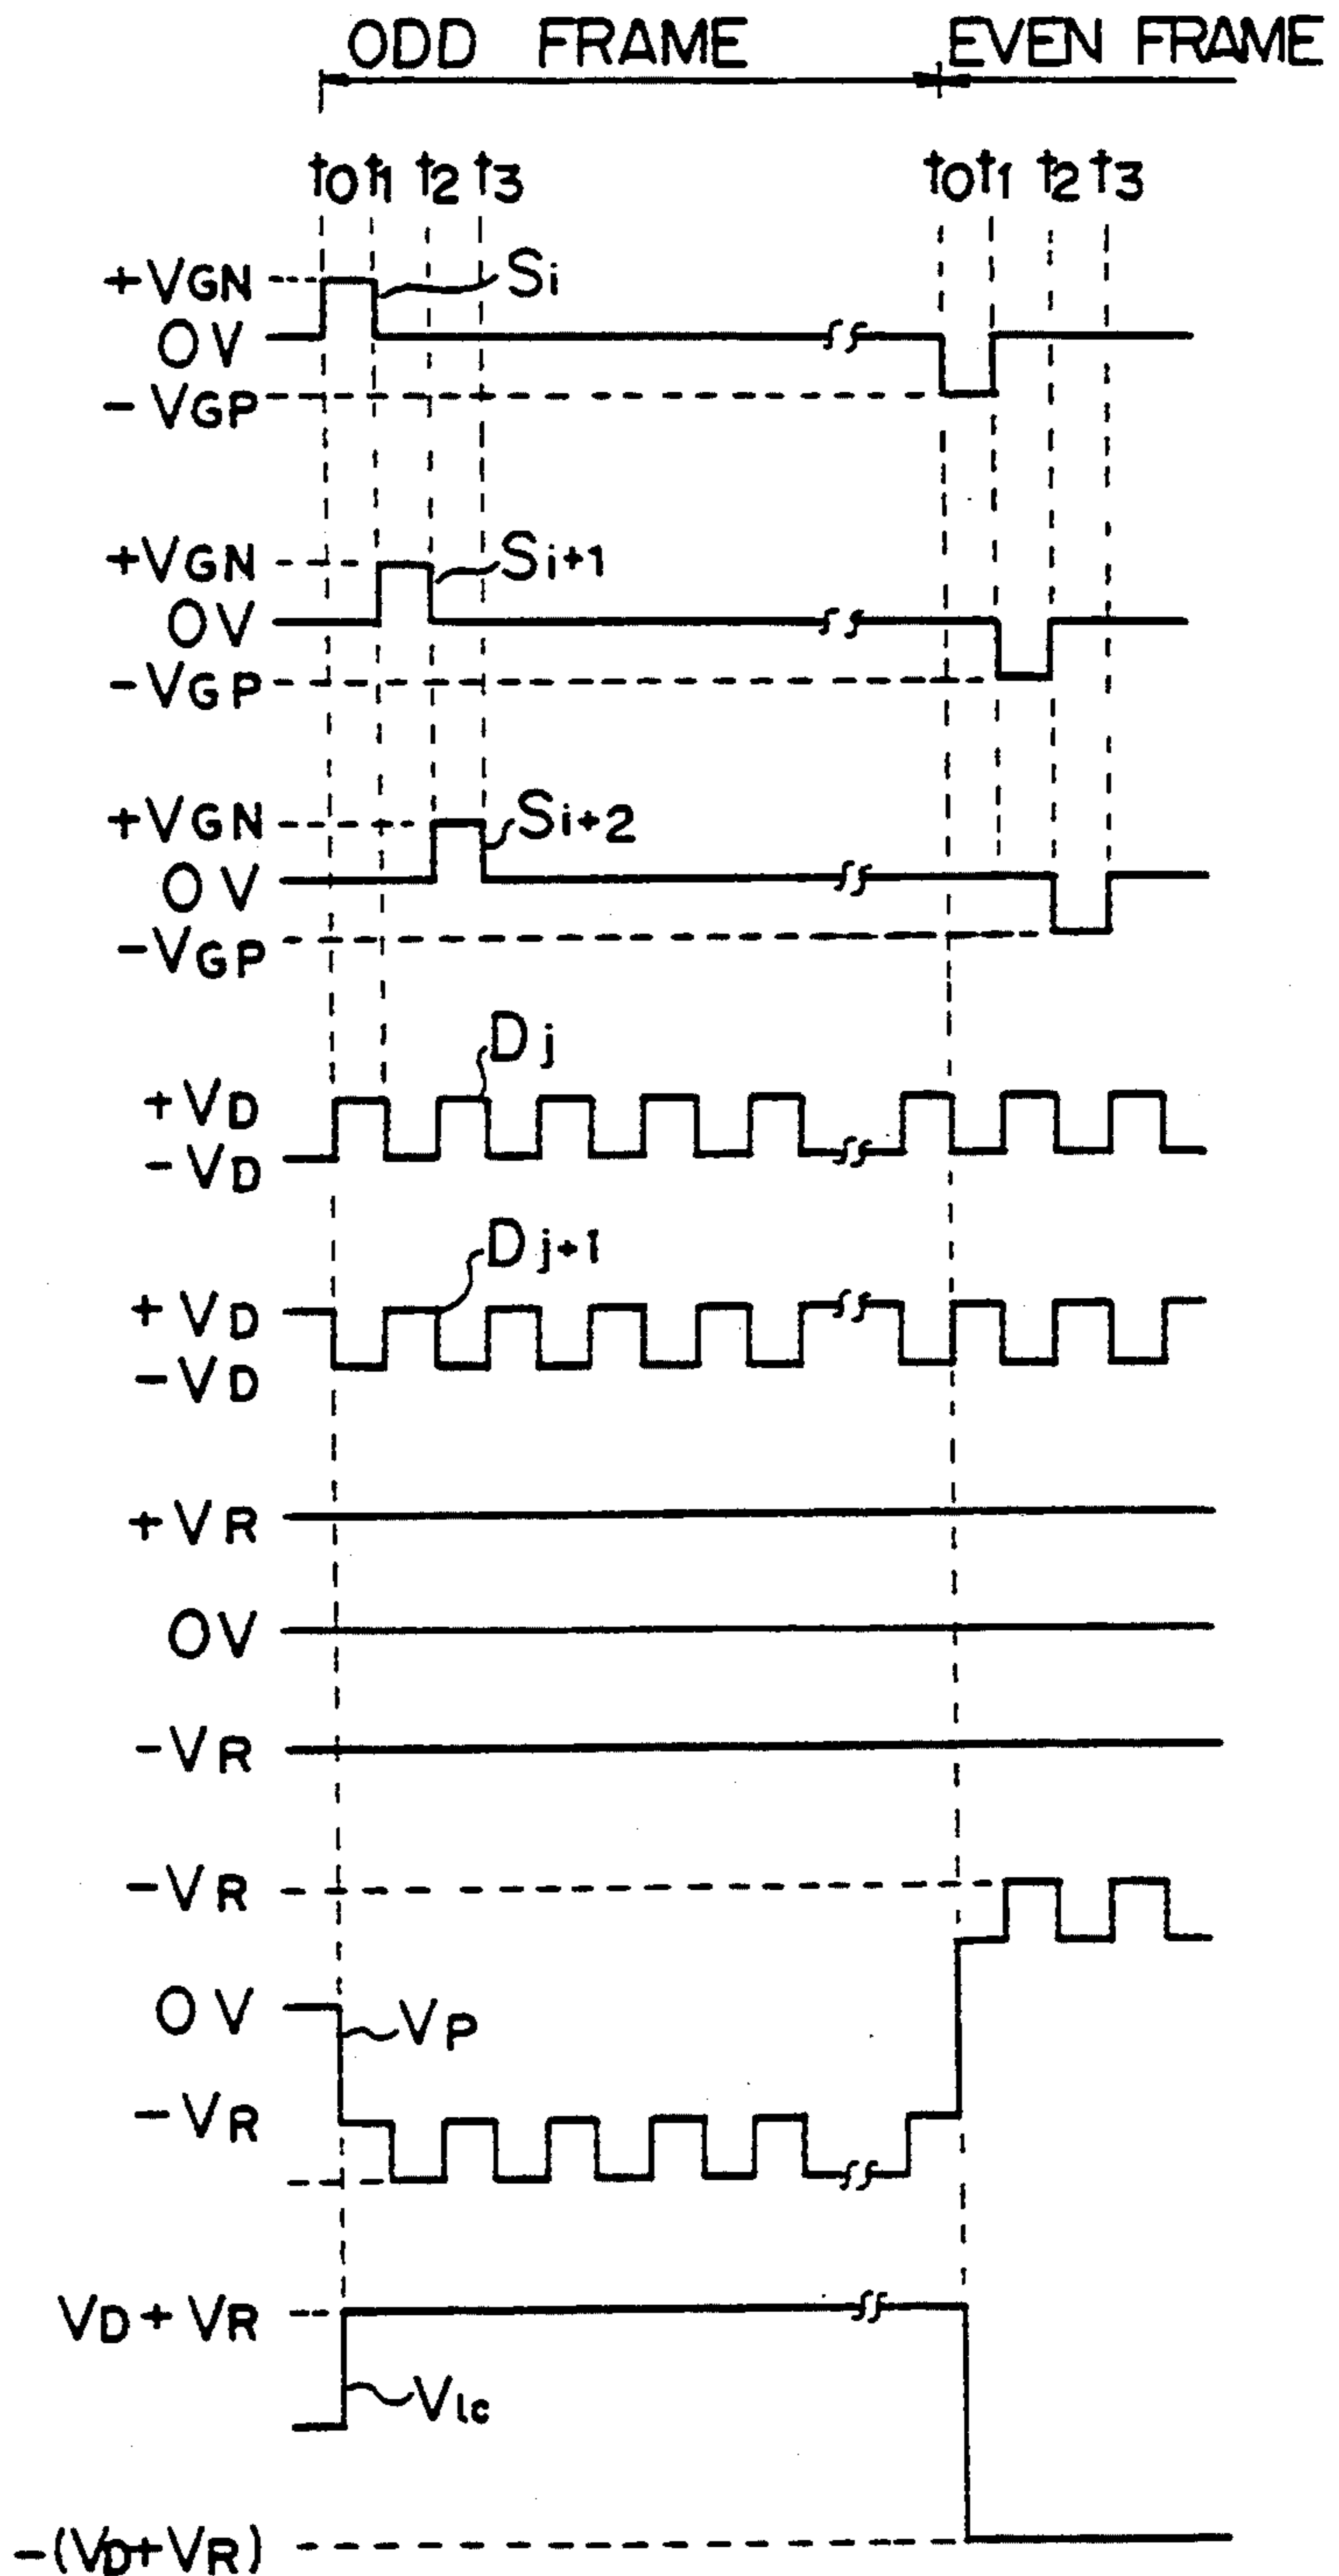 ODD FRAME EVEN FRAME
t0 t1 t2 t3 t0 t1 t2 t3
+VGN Si
0V
-VGP
+VGN Si+1
0V
-VGP
+VGN Si+2
0V
-VGP
Dj
+VD
-VD
Dj+1
+VD
-VD
+VR
0V
-VR
-VR
0V VP
-VR
VD+VR
Vlc
-(VD+VR)